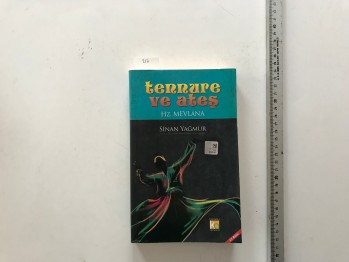 tennure
ve ateş
HZ. MEVLANA
SİNAN YAĞMUR